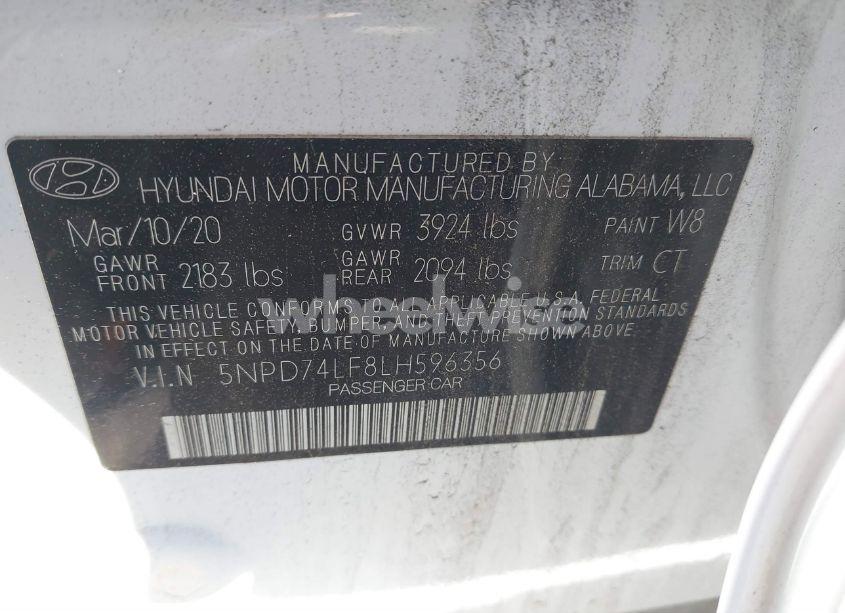 MANUFACTURED BY
HYUNDAI MOTOR MANUFACTURING ALABAMA, LLC
Mar/10/20 GVWR 3924 lbs PAINT W8
GAWR FRONT 2183 lbs GAWR REAR 2094 lbs TRIM CT
THIS VEHICLE CONFORMS TO ALL APPLICABLE U.S.A. FEDERAL
MOTOR VEHICLE SAFETY BUMPER AND THEFT PREVENTION STANDARDS
IN EFFECT ON THE DATE OF MANUFACTURE SHOWN ABOVE
V.I.N 5NPD74LF8LH596356
PASSENGER CAR
wheelwise